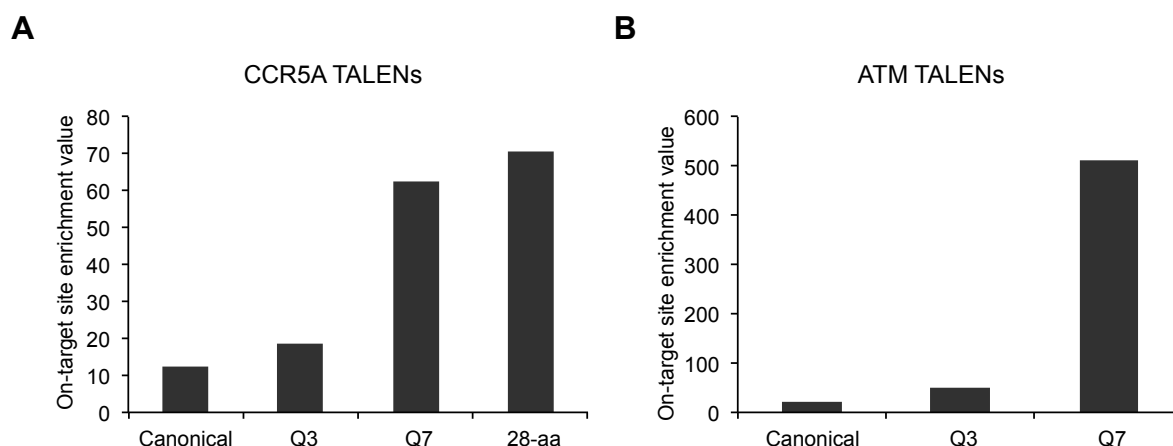 A
B
CCR5A TALENs
ATM TALENs
On-target site enrichment value
80
70
60
50
40
30
20
10
0
Canonical Q3 Q7 28-aa
On-target site enrichment value
600
500
400
300
200
100
0
Canonical Q3 Q7